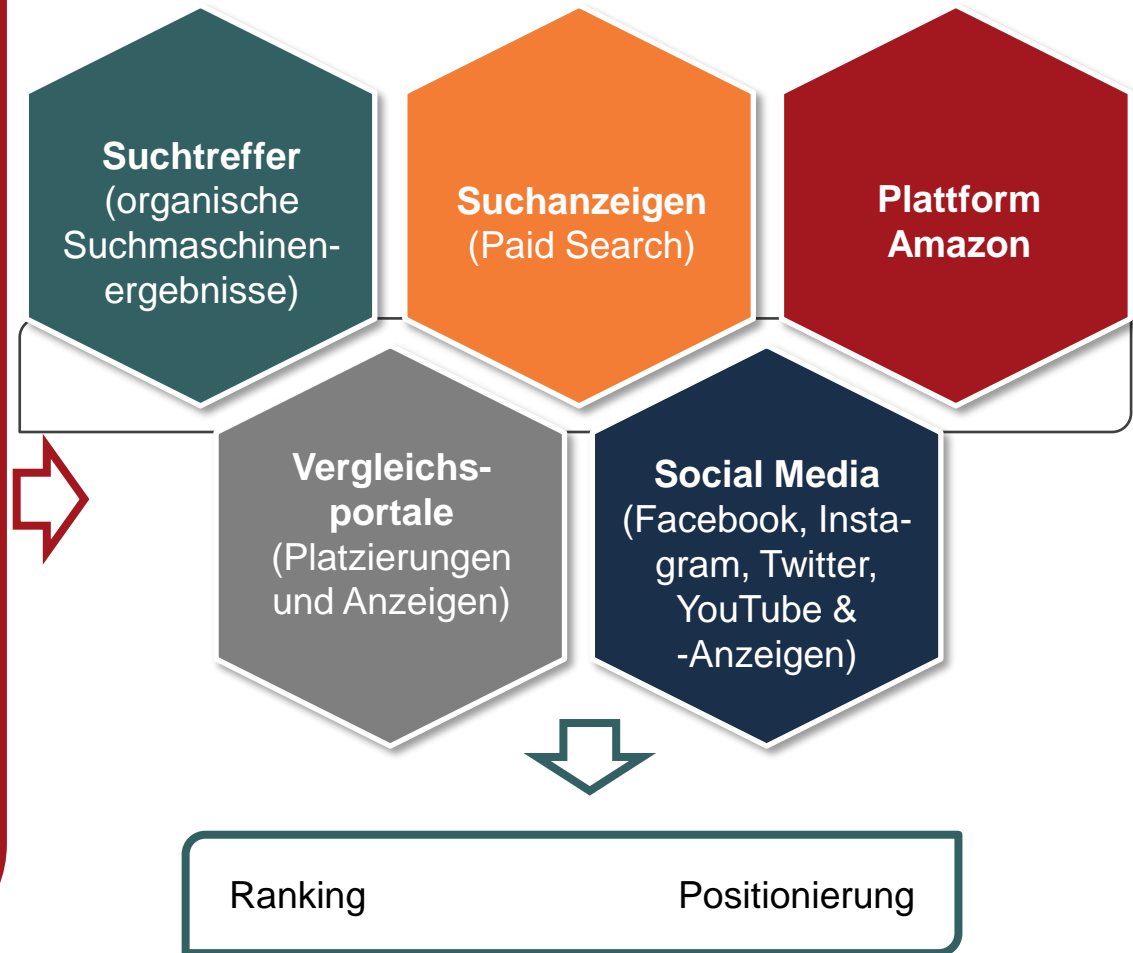 Suchtreffer
(organische
Suchmaschinen-
ergebnisse)
Suchanzeigen
(Paid Search)
Plattform
Amazon
Vergleichs-
portale
(Platzierungen
und Anzeigen)
Social Media
(Facebook, Insta-
gram, Twitter,
YouTube &
-Anzeigen)
Ranking Positionierung